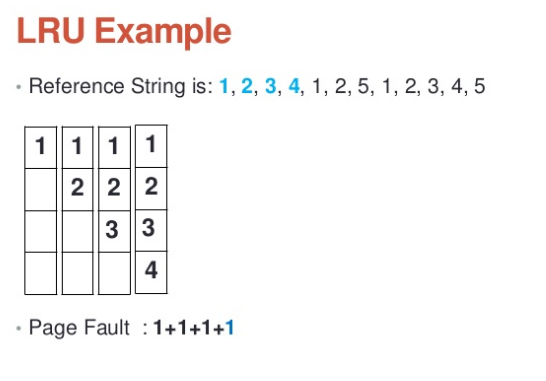 LRU Example
• Reference String is: 1, 2, 3, 4, 1, 2, 5, 1, 2, 3, 4, 5
1 1 1 1
2 2 2
3 3
4
• Page Fault : 1+1+1+1